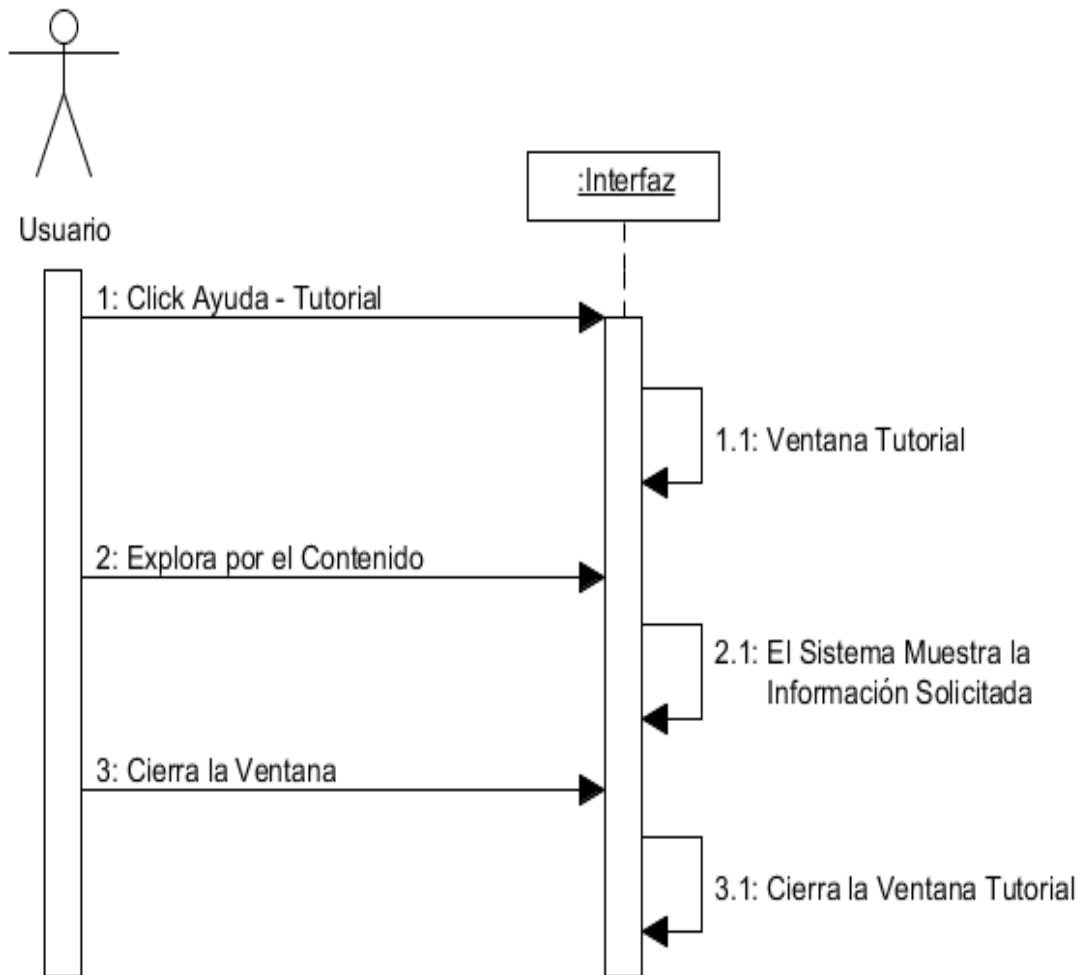 :Interfaz
Usuario
1: Click Ayuda - Tutorial
1.1: Ventana Tutorial
2: Explora por el Contenido
2.1: El Sistema Muestra la
Información Solicitada
3: Cierra la Ventana
3.1: Cierra la Ventana Tutorial